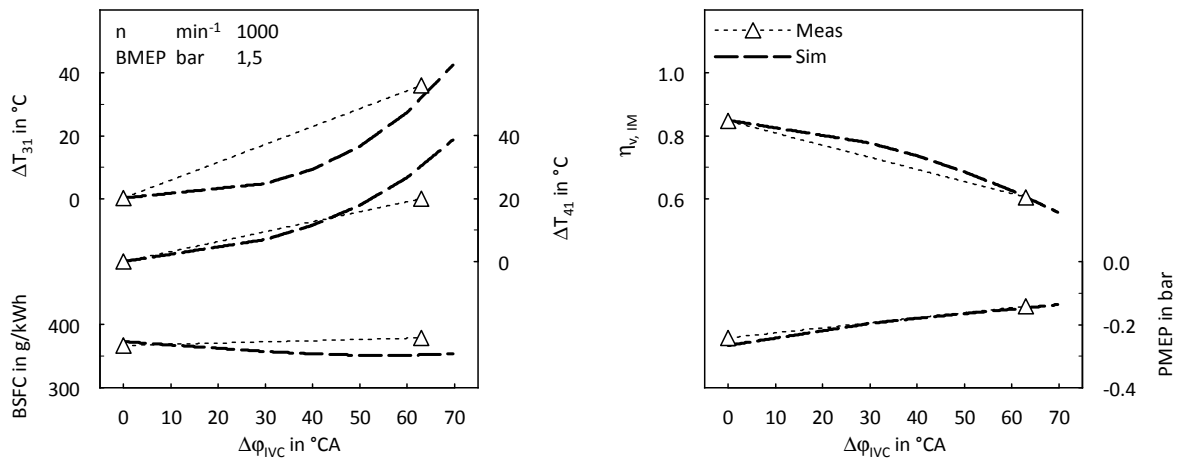 n min⁻¹ 1000
BMEP bar 1,5
ΔT₃₁ in °C
40
20
0
ΔT₄₁ in °C
40
20
0
BSFC in g/kWh
400
300
0 10 20 30 40 50 60 70
Δφ_IVC in °CA
Meas
Sim
η_v, IM
1.0
0.8
0.6
PMEP in bar
0.0
-0.2
-0.4
0 10 20 30 40 50 60 70
Δφ_IVC in °CA